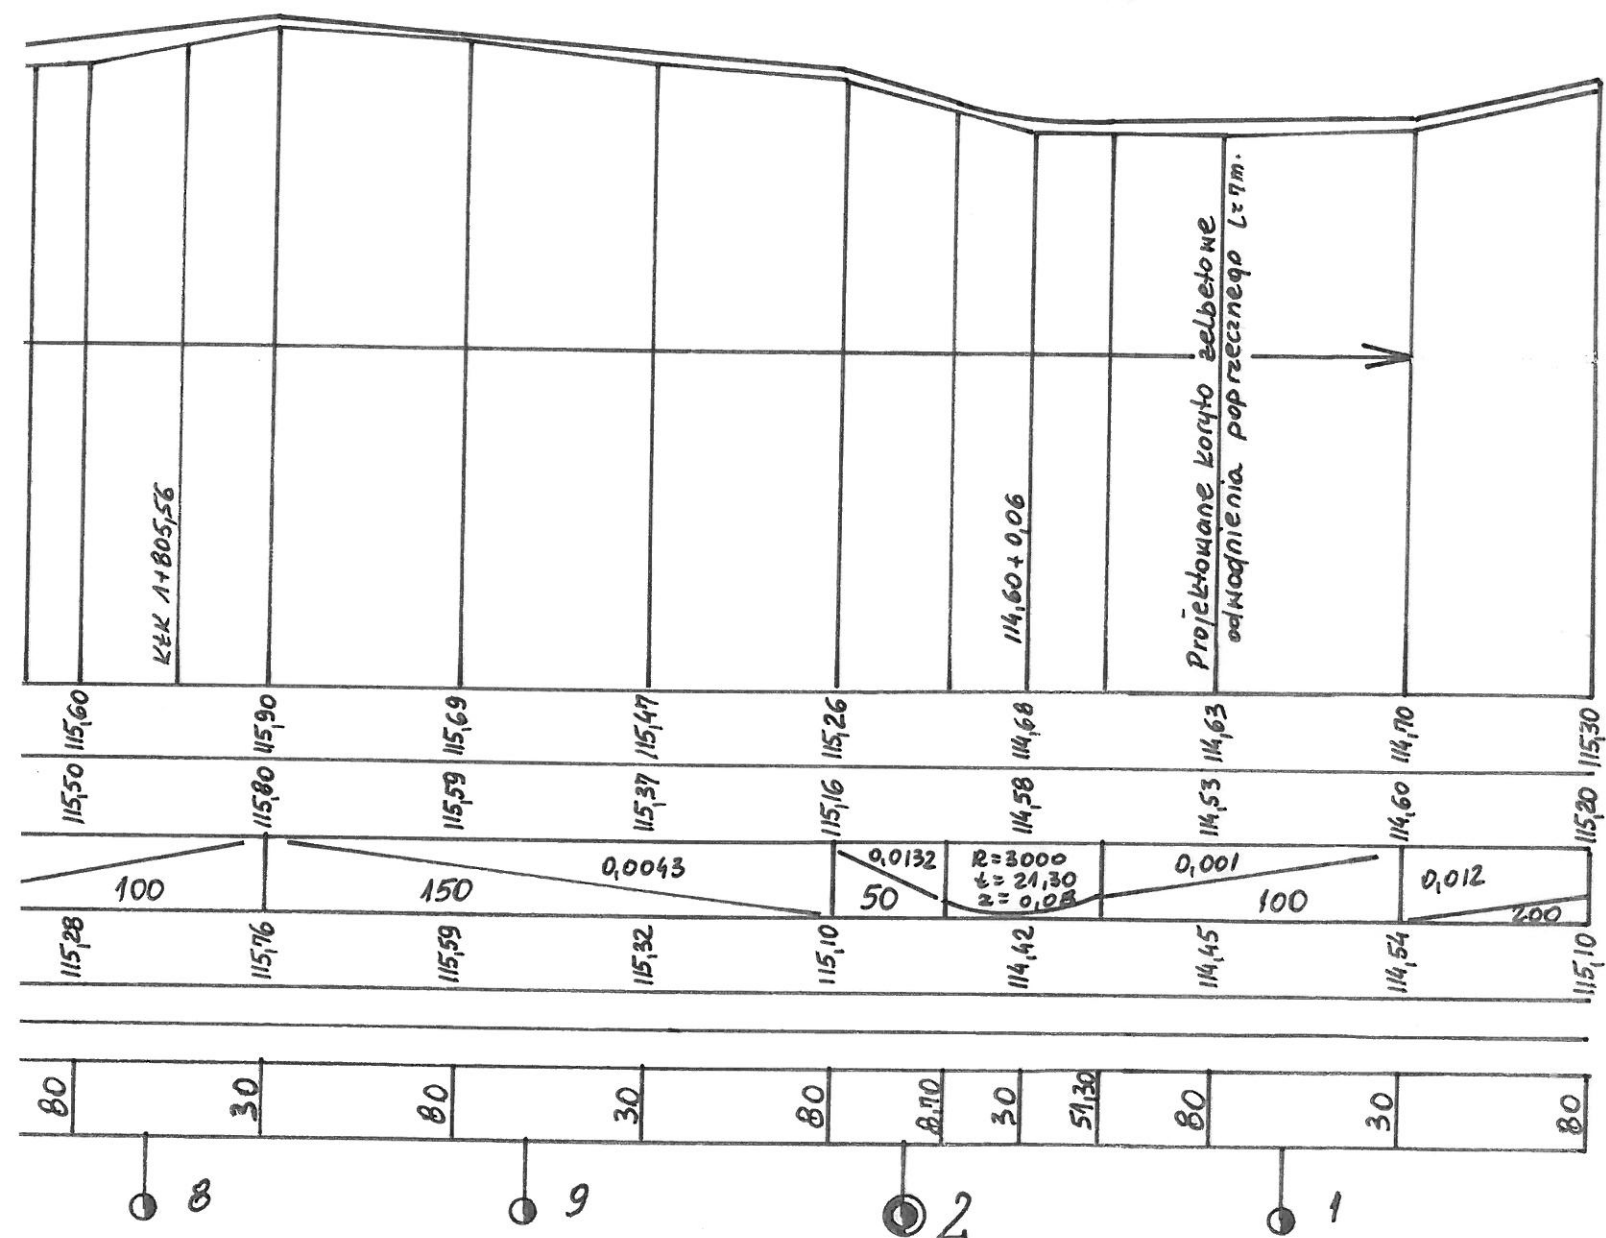 KŁK 1+805,56
114,60+0,06
Projektowane koryto żelbetowe
odwodnienia poprzecznego L=7m.
115,60 115,90 115,69 115,47 115,26 114,68 114,63 114,70 115,30
115,50 115,80 115,59 115,37 115,16 114,58 114,53 114,60 115,20
0,0043 0,0132 R=3000 0,001 0,012
t=21,30
100 150 50 z=0,08 100 200
115,28 115,76 115,59 115,32 115,10 114,42 114,45 114,54 115,10
80 30 80 30 80 8,70 30 51,30 80 30 80
8 9 2 1